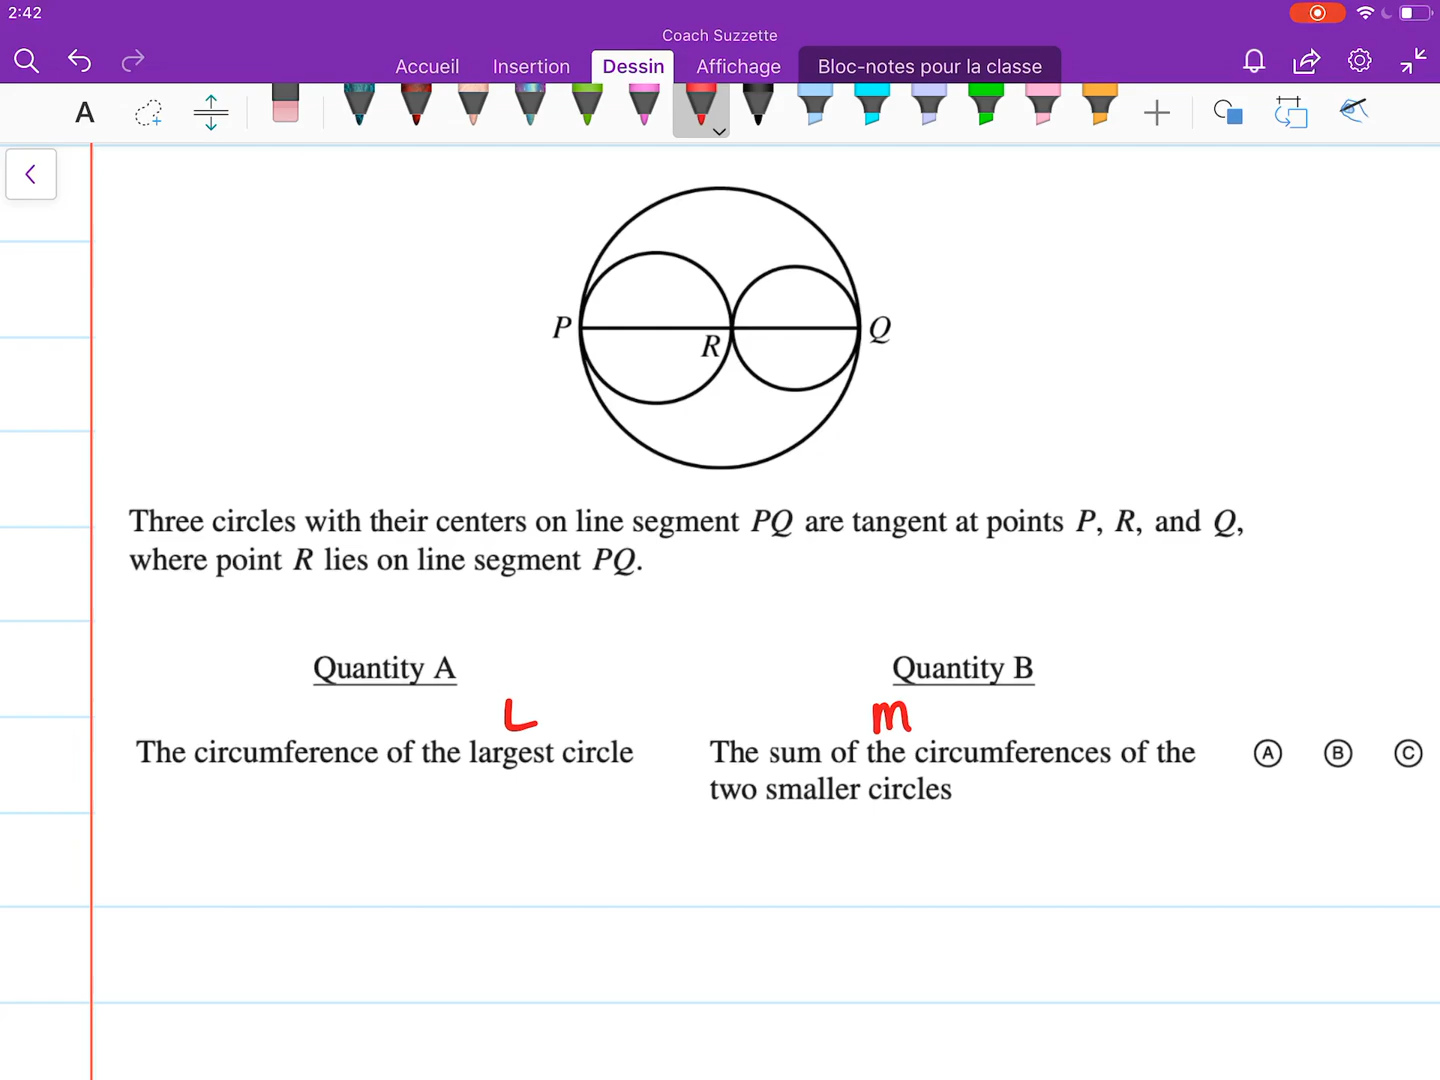 2:42
Coach Suzzette
Accueil Insertion Dessin Affichage Bloc-notes pour la classe
A
P R Q
Three circles with their centers on line segment PQ are tangent at points P, R, and Q,
where point R lies on line segment PQ.
Quantity A Quantity B
L m
The circumference of the largest circle The sum of the circumferences of the A B C
two smaller circles